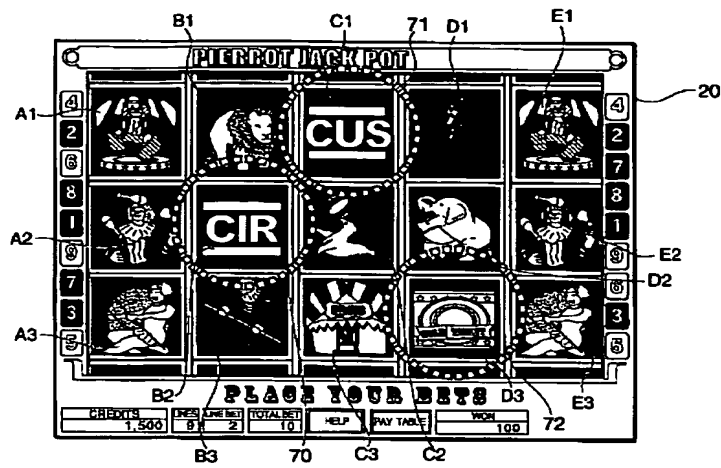 B1 C1 71 D1 E1
PIERROT JACK POT
20
A1 4 CUS 4
2 2
6 7
8 8
1 CIR 1
A2 9 9 E2
7 6 D2
3 3
A3 5 5
B2 D3 E3
PLACE YOUR BETS 72
CREDITS LINES LINE BET TOTAL BET HELP PAY TABLE WON
1,500 9 2 10 100
B3 70 C3 C2